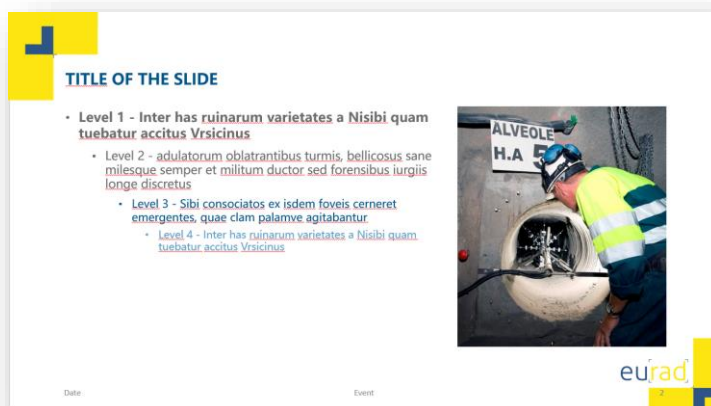 TITLE OF THE SLIDE
• Level 1 - Inter has ruinarum varietates a Nisibi quam
tuebatur accitus Vrsicinus
• Level 2 - adulatorum oblatrantibus turmis, bellicosus sane
milesque semper et militum ductor sed forensibus iurgiis
longe discretus
• Level 3 - Sibi consociatos ex isdem foveis cerneret
emergentes, quae clam palamve agitabantur
• Level 4 - Inter has ruinarum varietates a Nisibi quam
tuebatur accitus Vrsicinus
ALVEOLE
H.A 5
eurad
Date
Event
2